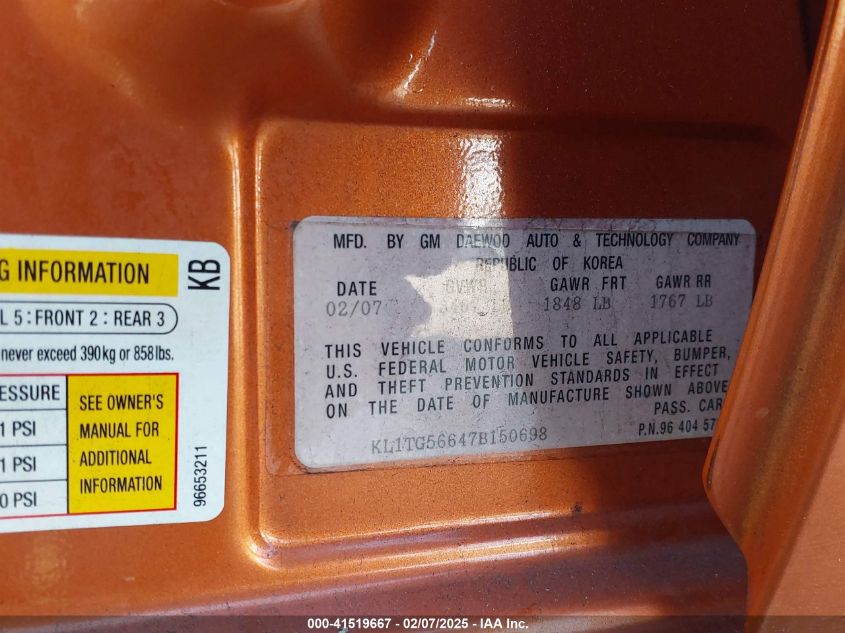 G INFORMATION
KB
L 5 : FRONT 2 : REAR 3
never exceed 390kg or 858lbs.
ESSURE
1 PSI
1 PSI
0 PSI
SEE OWNER'S
MANUAL FOR
ADDITIONAL
INFORMATION
96653211
MFD. BY GM DAEWOO AUTO & TECHNOLOGY COMPANY
REPUBLIC OF KOREA
DATE GVWR GAWR FRT GAWR RR
02/07 1848 LB 1767 LB
THIS VEHICLE CONFORMS TO ALL APPLICABLE
U.S. FEDERAL MOTOR VEHICLE SAFETY, BUMPER,
AND THEFT PREVENTION STANDARDS IN EFFECT
ON THE DATE OF MANUFACTURE SHOWN ABOVE
PASS. CAR
KL1TG56647B150698
P.N.96 404 57
000-41519667 - 02/07/2025 - IAA Inc.